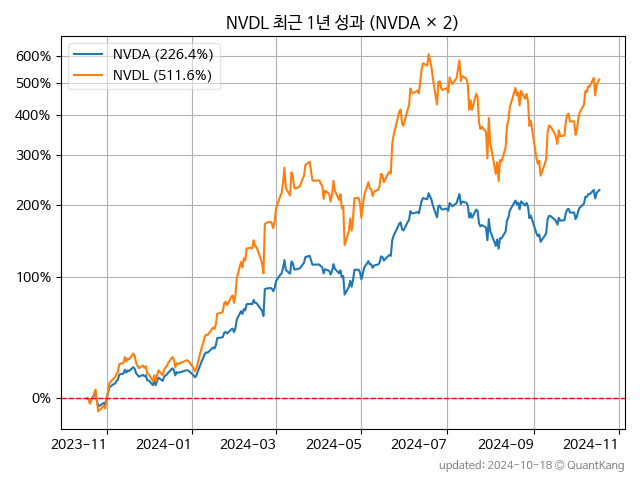 NVDL 최근 1년 성과 (NVDA × 2)
NVDA (226.4%)
NVDL (511.6%)
600%
500%
400%
300%
200%
100%
0%
2023-11 2024-01 2024-03 2024-05 2024-07 2024-09 2024-11
updated: 2024-10-18 © QuantKang